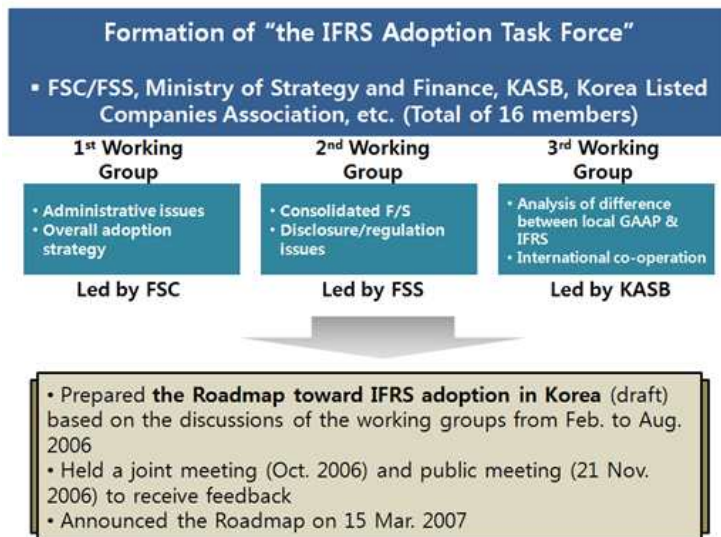 Formation of "the IFRS Adoption Task Force"
▪ FSC/FSS, Ministry of Strategy and Finance, KASB, Korea Listed
Companies Association, etc. (Total of 16 members)
1st Working
Group
• Administrative issues
• Overall adoption
strategy
Led by FSC
2nd Working
Group
• Consolidated F/S
• Disclosure/regulation
issues
Led by FSS
3rd Working
Group
• Analysis of difference
between local GAAP &
IFRS
• International co-operation
Led by KASB
• Prepared the Roadmap toward IFRS adoption in Korea (draft)
based on the discussions of the working groups from Feb. to Aug.
2006
• Held a joint meeting (Oct. 2006) and public meeting (21 Nov.
2006) to receive feedback
• Announced the Roadmap on 15 Mar. 2007